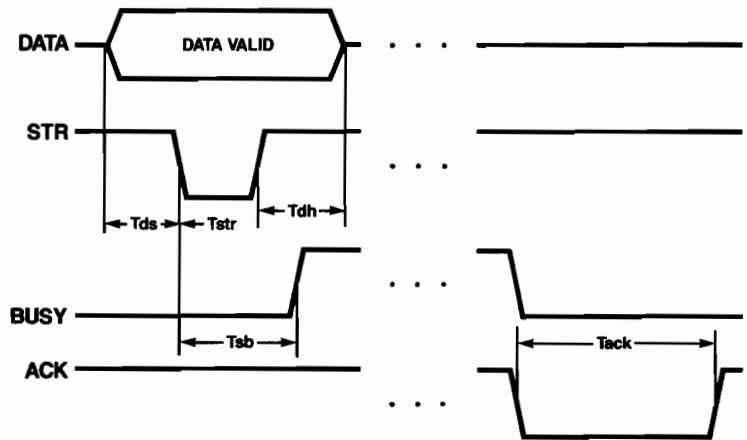 DATA
DATA VALID
STR
Tds
Tstr
Tdh
BUSY
Tsb
Tack
ACK